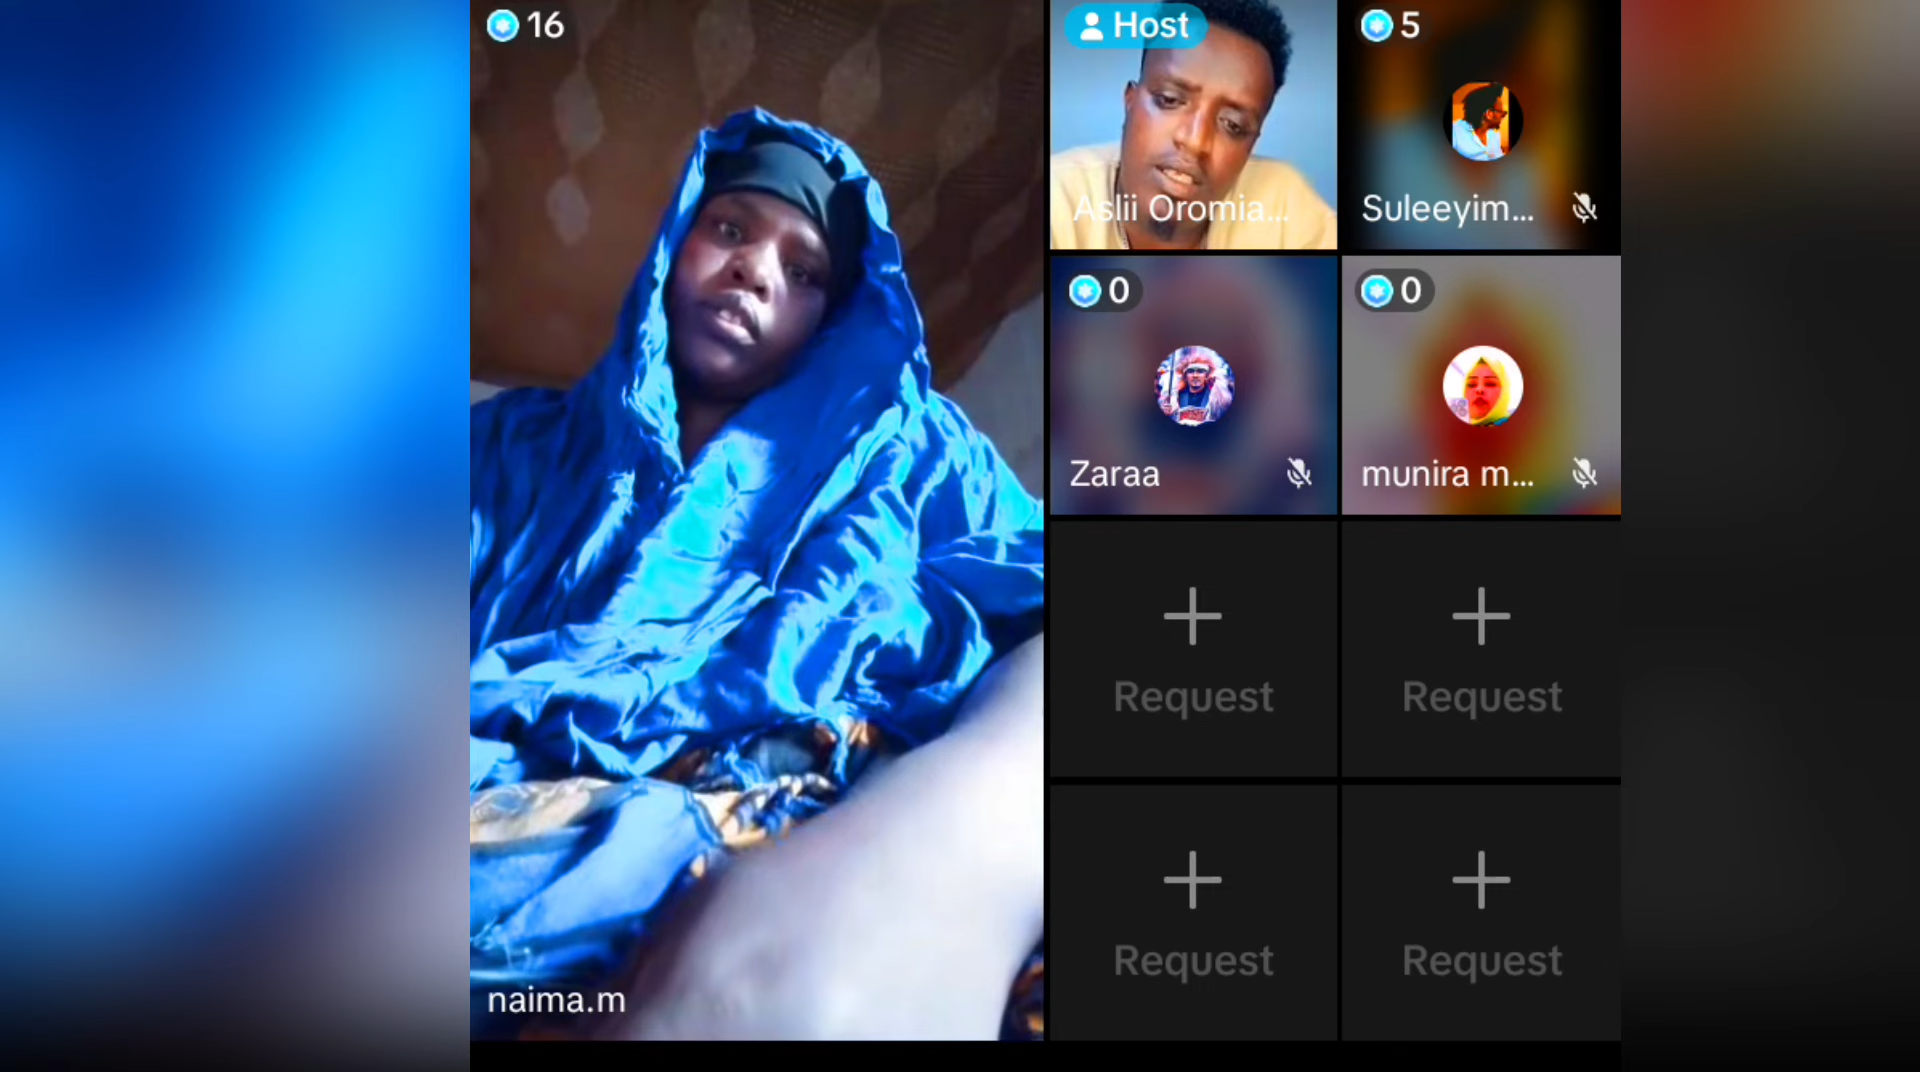 16
Host
5
Aslii Oromia...
Suleeyim...
0
0
Zaraa
munira m...
Request
Request
Request
Request
naima.m